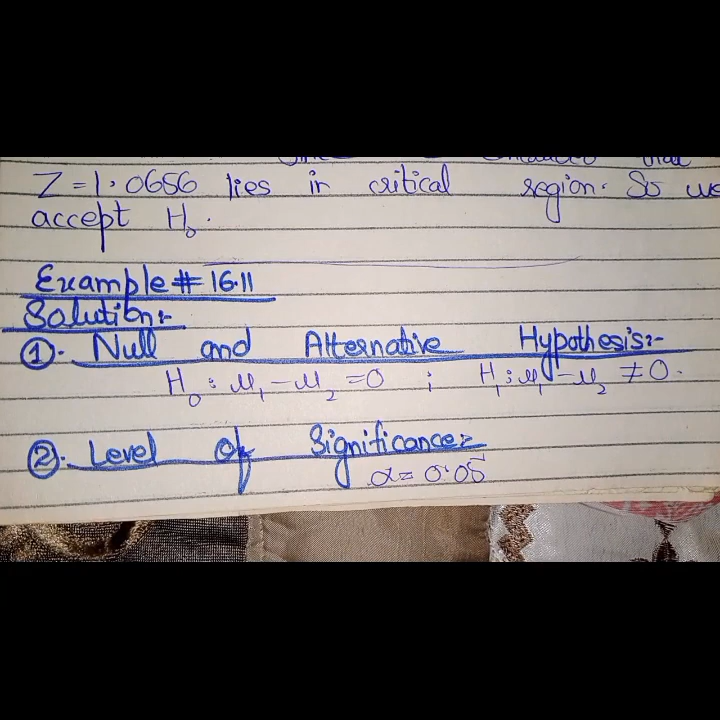 that
Z = 1.0656 lies in critical region. So we
accept H₀.
Example # 16.11
Solution:-
①. Null and Alternative Hypothesis:-
H₀ : μ₁ - μ₂ = 0 ; H₁ : μ₁ - μ₂ ≠ 0.
②. Level of Significance:-
α = 0.05